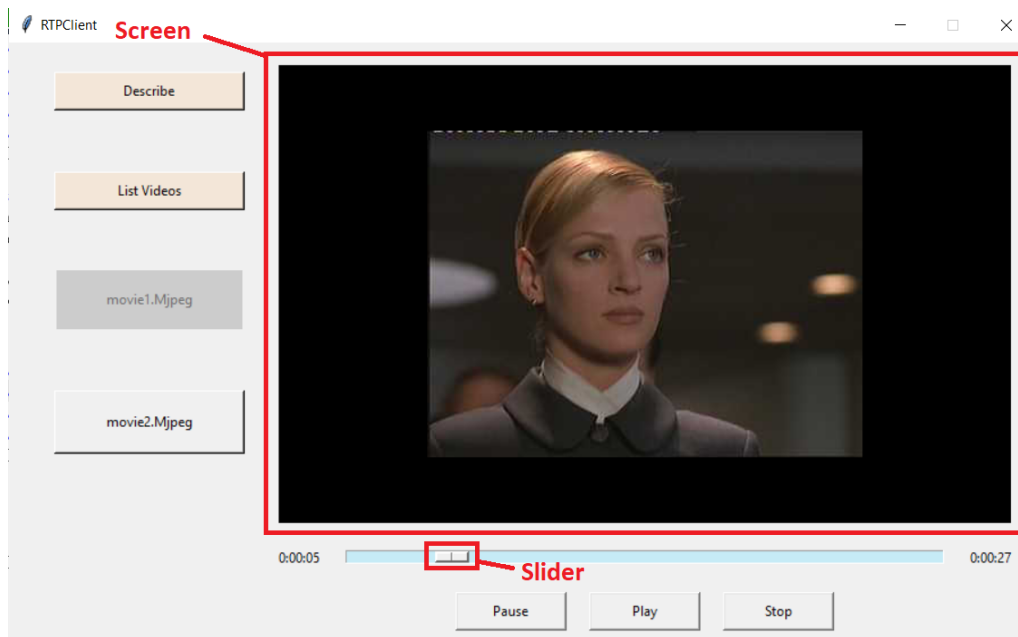 RTPClient
Screen
Describe
List Videos
movie1.Mjpeg
movie2.Mjpeg
0:00:05
0:00:27
Slider
Pause
Play
Stop